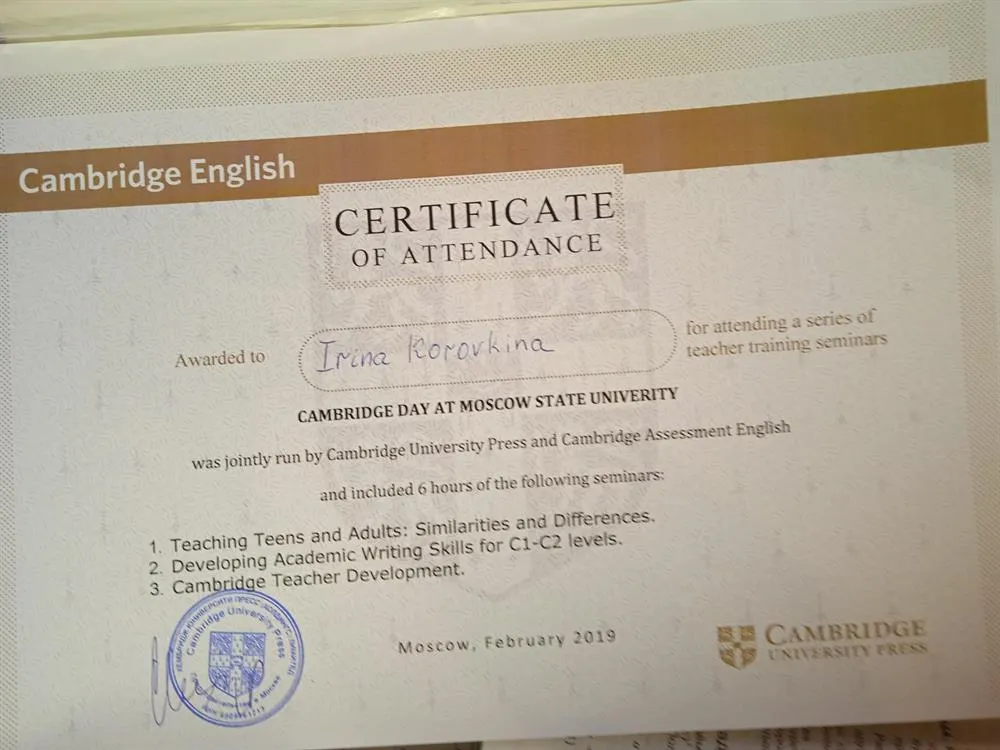 Cambridge English
CERTIFICATE
OF ATTENDANCE
Awarded to
Irina Korovkina
for attending a series of
teacher training seminars
CAMBRIDGE DAY AT MOSCOW STATE UNIVERITY
was jointly run by Cambridge University Press and Cambridge Assessment English
and included 6 hours of the following seminars:
1. Teaching Teens and Adults: Similarities and Differences.
2. Developing Academic Writing Skills for C1-C2 levels.
3. Cambridge Teacher Development.
Cambridge University Press
Moscow, February 2019
CAMBRIDGE
UNIVERSITY PRESS